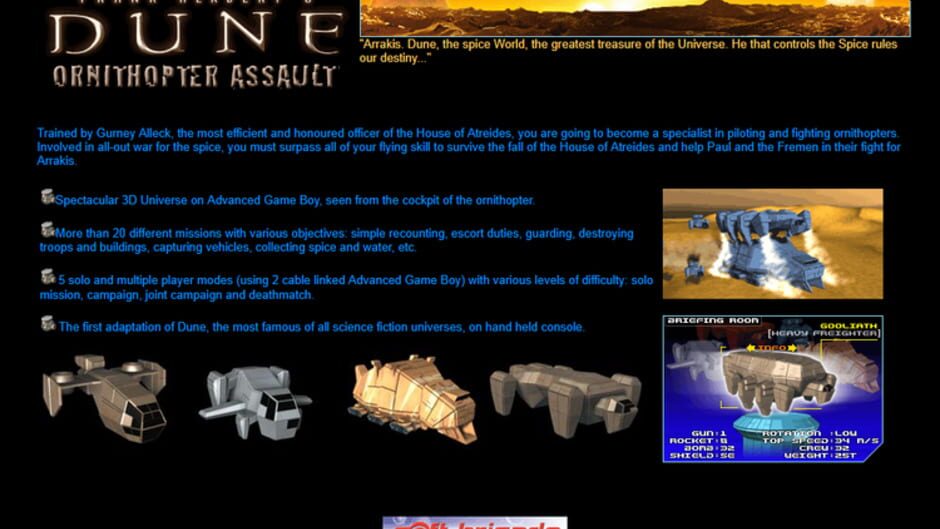 FRANK HERBERT'S
DUNE
ORNITHOPTER ASSAULT
"Arrakis. Dune, the spice World, the greatest treasure of the Universe. He that controls the Spice rules
our destiny..."
Trained by Gurney Alleck, the most efficient and honoured officer of the House of Atreides, you are going to become a specialist in piloting and fighting ornithopters.
Involved in all-out war for the spice, you must surpass all of your flying skill to survive the fall of the House of Atreides and help Paul and the Fremen in their fight for
Arrakis.
Spectacular 3D Universe on Advanced Game Boy, seen from the cockpit of the ornithopter.
More than 20 different missions with various objectives: simple recounting, escort duties, guarding, destroying
troops and buildings, capturing vehicles, collecting spice and water, etc.
5 solo and multiple player modes (using 2 cable linked Advanced Game Boy) with various levels of difficulty: solo
mission, campaign, joint campaign and deathmatch.
The first adaptation of Dune, the most famous of all science fiction universes, on hand held console.
BRIEFING ROOM
GOOLIATH
[HEAVY FREIGHTER]
INFO
GUN:1 ROTATION :LOW
ROCKET:8 TOP SPEED:34 M/S
BOMB:32 CREW:32
SHIELD:50 WEIGHT:25T